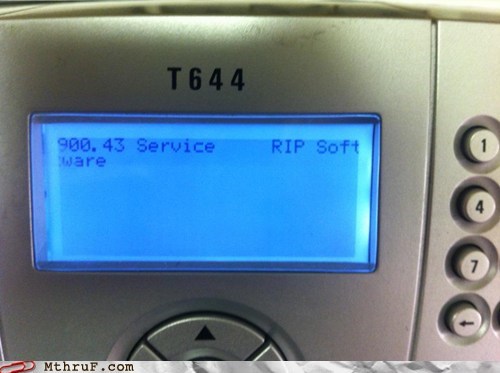 T644
900.43 Service RIP Soft
ware
1
4
7
←
MthruF.com